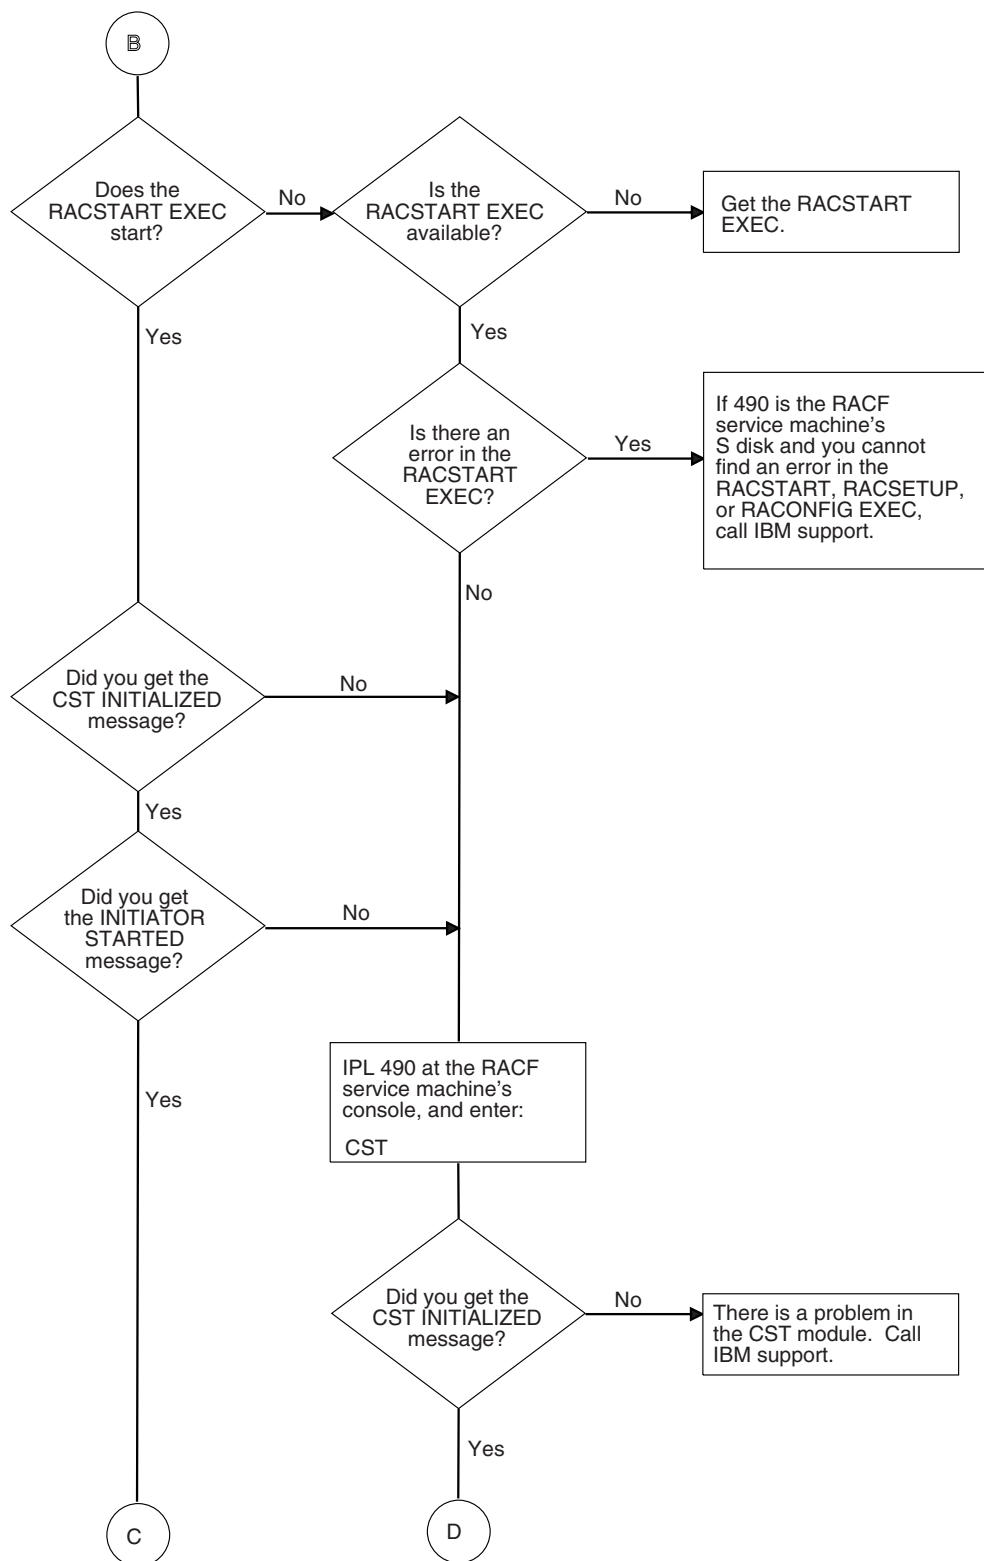 B
Does the
RACSTART EXEC
start?
No
Is the
RACSTART EXEC
available?
No
Get the RACSTART
EXEC.
Yes
Yes
Is there an
error in the
RACSTART
EXEC?
Yes
If 490 is the RACF
service machine's
S disk and you cannot
find an error in the
RACSTART, RACSETUP,
or RACONFIG EXEC,
call IBM support.
No
Did you get the
CST INITIALIZED
message?
No
Yes
Did you get
the INITIATOR
STARTED
message?
No
Yes
IPL 490 at the RACF
service machine's
console, and enter:
CST
Did you get the
CST INITIALIZED
message?
No
There is a problem in
the CST module. Call
IBM support.
Yes
C
D